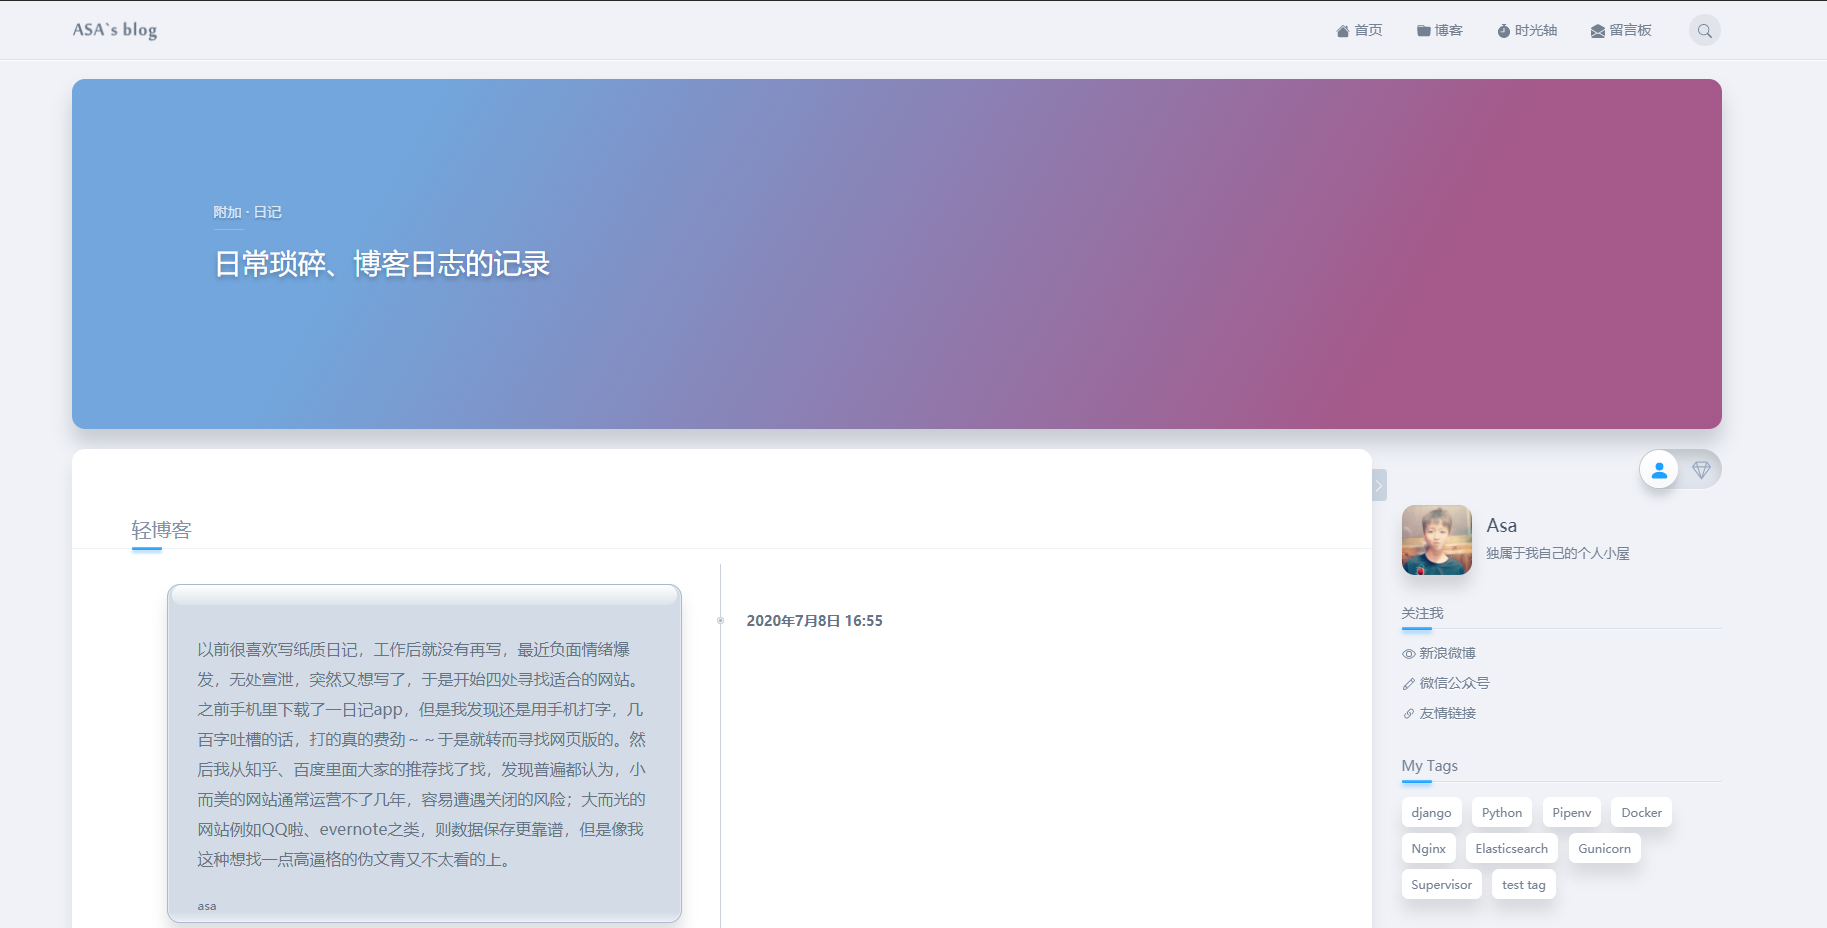 ASA`s blog
首页 博客 时光轴 留言板
附加 · 日记
日常琐碎、博客日志的记录
轻博客
以前很喜欢写纸质日记，工作后就没有再写，最近负面情绪爆
发，无处宣泄，突然又想写了，于是开始四处寻找适合的网站。
之前手机里下载了一日记app，但是我发现还是用手机打字，几
百字吐槽的话，打的真的费劲～～于是就转而寻找网页版的。然
后我从知乎、百度里面大家的推荐找了找，发现普遍都认为，小
而美的网站通常运营不了几年，容易遭遇关闭的风险；大而光的
网站例如QQ啦、evernote之类，则数据保存更靠谱，但是像我
这种想找一点高逼格的伪文青又不太看的上。
asa
2020年7月8日 16:55
Asa
独属于我自己的个人小屋
关注我
新浪微博
微信公众号
友情链接
My Tags
django Python Pipenv Docker
Nginx Elasticsearch Gunicorn
Supervisor test tag